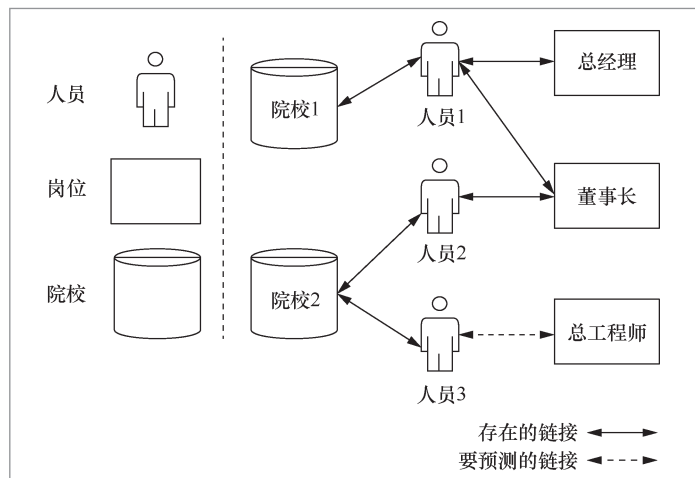 人员
岗位
院校
院校1
人员1
总经理
人员2
董事长
院校2
人员3
总工程师
存在的链接
要预测的链接